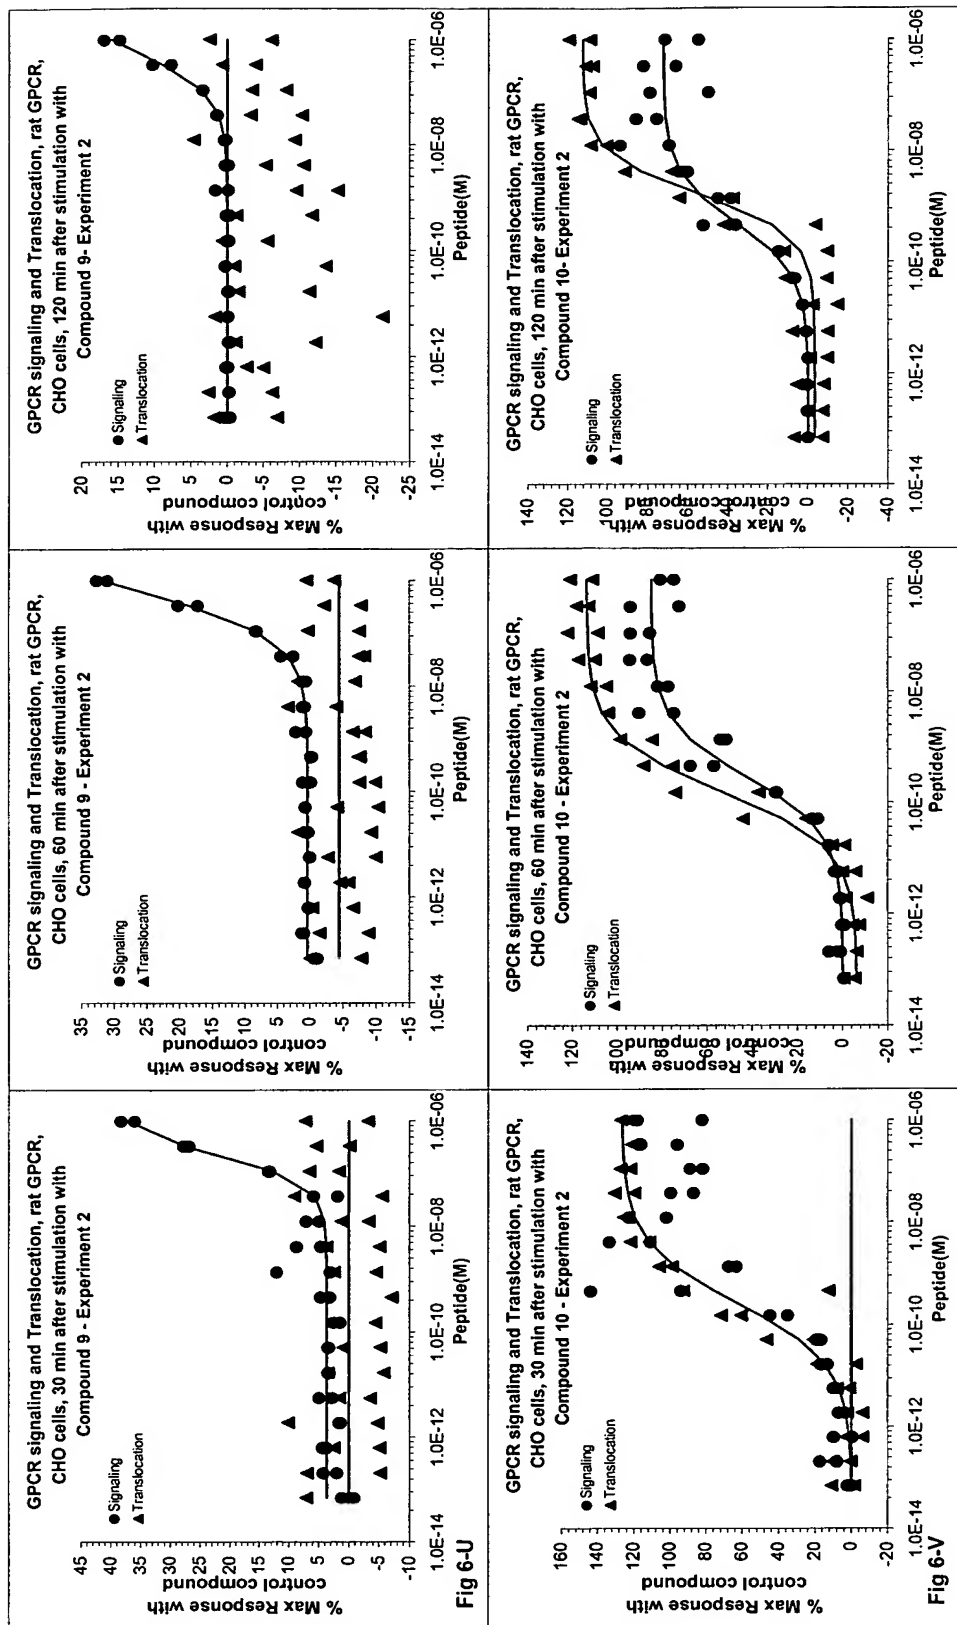 GPCR signaling and Translocation, rat GPCR,
CHO cells, 30 min after stimulation with
Compound 9 - Experiment 2
●Signaling
▲Translocation
% Max Response with
control compound
45
40
35
30
25
20
15
10
5
0
-5
-10
1.0E-14
1.0E-12
1.0E-10
1.0E-08
1.0E-06
Peptide(M)
Fig 6-U
GPCR signaling and Translocation, rat GPCR,
CHO cells, 60 min after stimulation with
Compound 9 - Experiment 2
●Signaling
▲Translocation
% Max Response with
control compound
35
30
25
20
15
10
5
0
-5
-10
-15
1.0E-14
1.0E-12
1.0E-10
1.0E-08
1.0E-06
Peptide(M)
GPCR signaling and Translocation, rat GPCR,
CHO cells, 120 min after stimulation with
Compound 9- Experiment 2
●Signaling
▲Translocation
% Max Response with
control compound
20
15
10
5
0
-5
-10
-15
-20
-25
1.0E-14
1.0E-12
1.0E-10
1.0E-08
1.0E-06
Peptide(M)
GPCR signaling and Translocation, rat GPCR,
CHO cells, 30 min after stimulation with
Compound 10 - Experiment 2
●Signaling
▲Translocation
% Max Response with
control compound
160
140
120
100
80
60
40
20
0
-20
1.0E-14
1.0E-12
1.0E-10
1.0E-08
1.0E-06
Peptide(M)
Fig 6-V
GPCR signaling and Translocation, rat GPCR,
CHO cells, 60 min after stimulation with
Compound 10 - Experiment 2
●Signaling
▲Translocation
% Max Response with
control compound
120
100
80
60
40
20
0
-20
1.0E-14
1.0E-12
1.0E-10
1.0E-08
1.0E-06
Peptide(M)
GPCR signaling and Translocation, rat GPCR,
CHO cells, 120 min after stimulation with
Compound 10- Experiment 2
●Signaling
▲Translocation
% Max Response with
control compound
140
120
100
80
60
40
20
0
-20
-40
1.0E-14
1.0E-12
1.0E-10
1.0E-08
1.0E-06
Peptide(M)